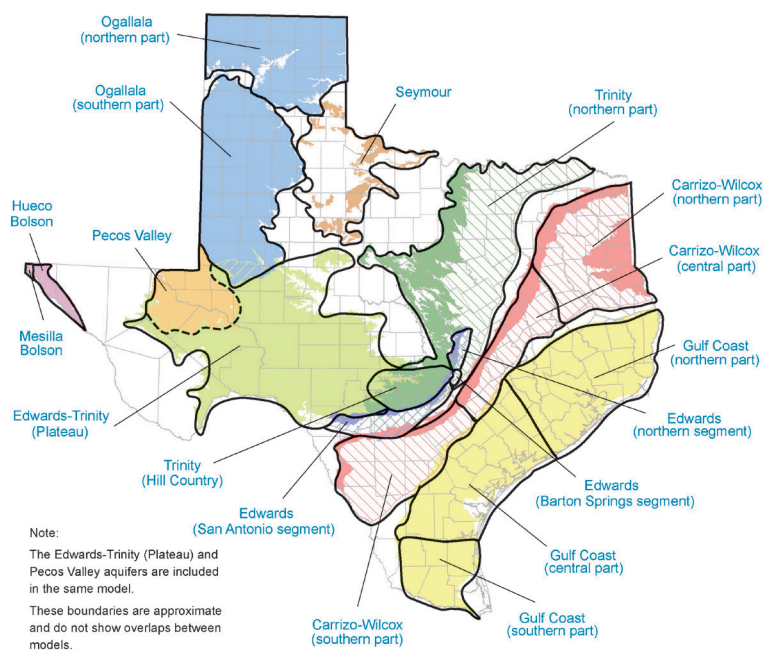 Ogallala
(northern part)
Ogallala
(southern part)
Seymour
Trinity
(northern part)
Carrizo-Wilcox
(northern part)
Hueco
Bolson
Pecos Valley
Carrizo-Wilcox
(central part)
Mesilla
Bolson
Gulf Coast
(northern part)
Edwards-Trinity
(Plateau)
Edwards
(northern segment)
Trinity
(Hill Country)
Edwards
(Barton Springs segment)
Edwards
(San Antonio segment)
Gulf Coast
(central part)
Carrizo-Wilcox
(southern part)
Gulf Coast
(southern part)
Note:
The Edwards-Trinity (Plateau) and
Pecos Valley aquifers are included
in the same model.
These boundaries are approximate
and do not show overlaps between
models.